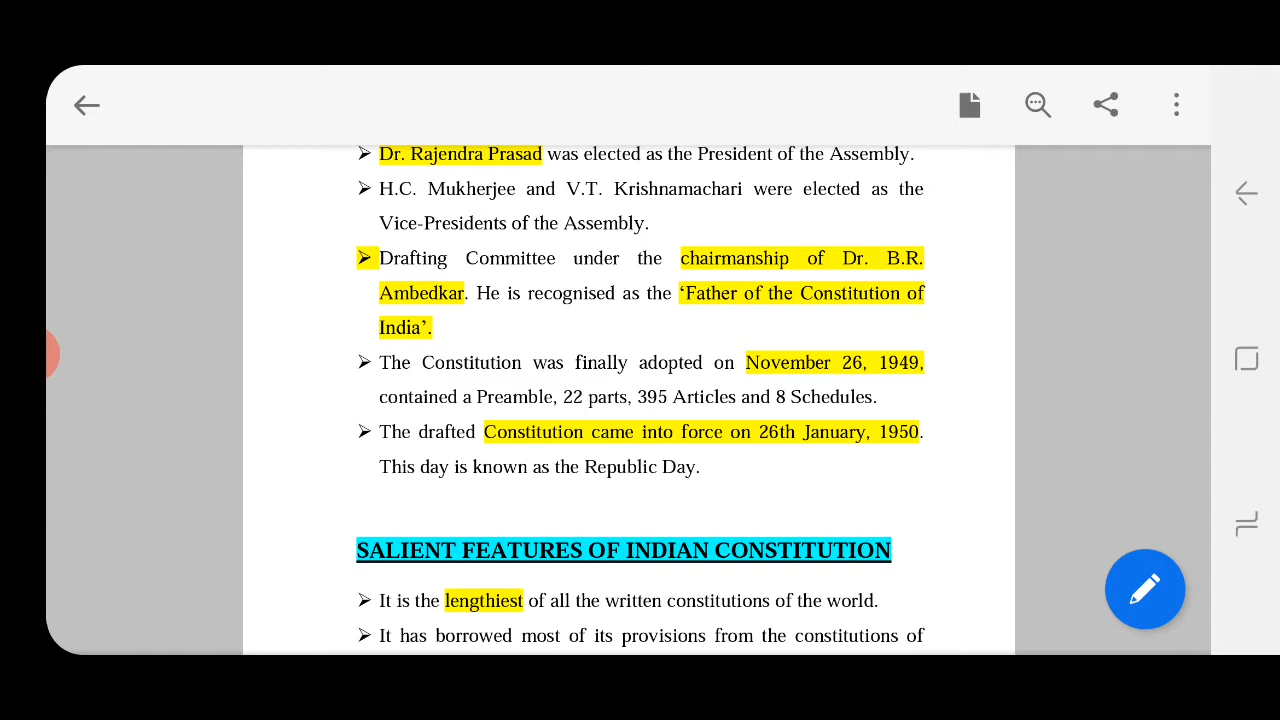 ➢ Dr. Rajendra Prasad was elected as the President of the Assembly.
➢ H.C. Mukherjee and V.T. Krishnamachari were elected as the
Vice-Presidents of the Assembly.
➢ Drafting Committee under the chairmanship of Dr. B.R.
Ambedkar. He is recognised as the ‘Father of the Constitution of
India’.
➢ The Constitution was finally adopted on November 26, 1949,
contained a Preamble, 22 parts, 395 Articles and 8 Schedules.
➢ The drafted Constitution came into force on 26th January, 1950.
This day is known as the Republic Day.
SALIENT FEATURES OF INDIAN CONSTITUTION
➢ It is the lengthiest of all the written constitutions of the world.
➢ It has borrowed most of its provisions from the constitutions of